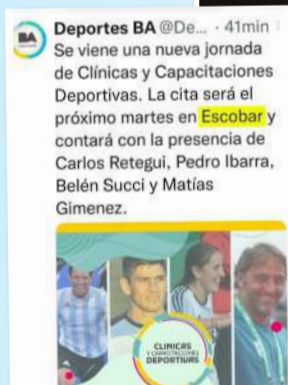 BA
Deportes BA @De... · 41min
Se viene una nueva jornada
de Clínicas y Capacitaciones
Deportivas. La cita será el
próximo martes en Escobar y
contará con la presencia de
Carlos Retegui, Pedro Ibarra,
Belén Succi y Matías
Gimenez.
CLINICAS
Y CAPACITACIONES
DEPORTIVAS